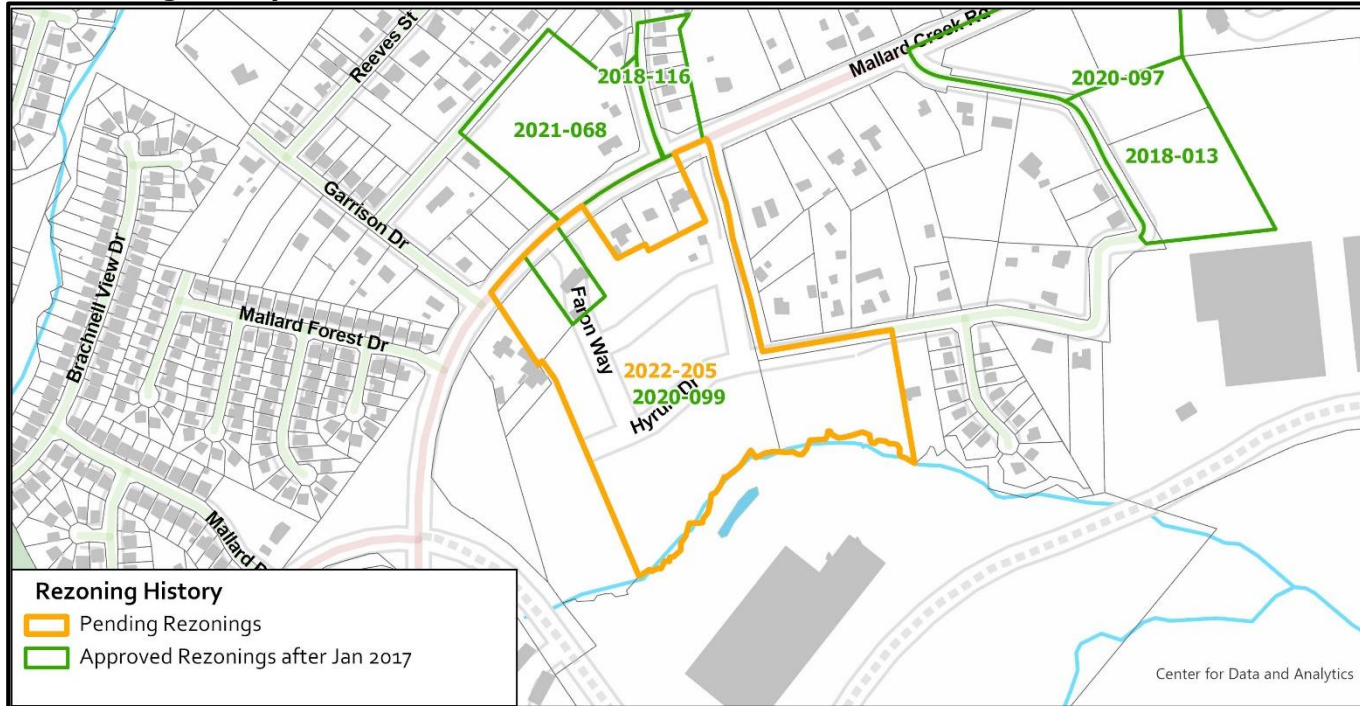 Reeves St
Mallard Creek Rd
2018-116
2020-097
2021-068
2018-013
Garrison Dr
Brachnell View Dr
Faron Way
Mallard Forest Dr
2022-205
2020-099
Mallard
Rezoning History
Pending Rezonings
Approved Rezonings after Jan 2017
Center for Data and Analytics